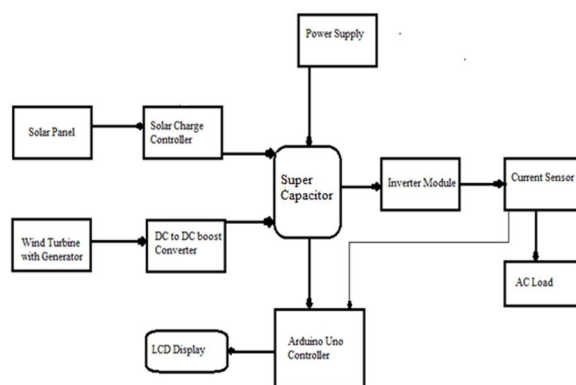 Power Supply
Solar Panel
Solar Charge
Controller
Super
Capacitor
Inverter Module
Current Sensor
Wind Turbine
with Generator
DC to DC boost
Converter
AC Load
LCD Display
Arduino Uno
Controller